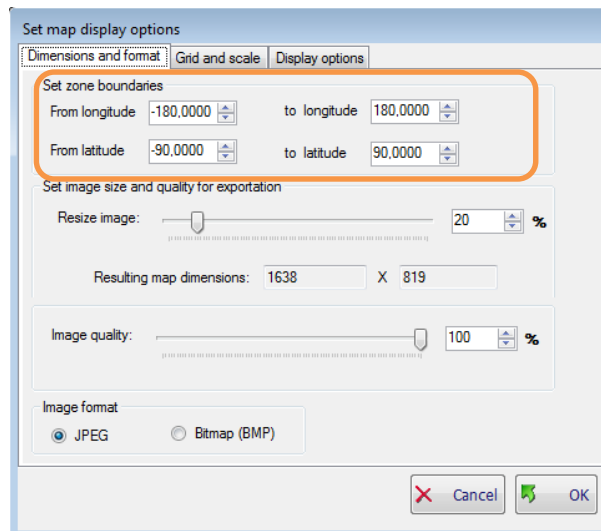 Set map display options
Dimensions and format Grid and scale Display options
Set zone boundaries
From longitude -180,0000 to longitude 180,0000
From latitude -90,0000 to latitude 90,0000
Set image size and quality for exportation
Resize image: 20 %
Resulting map dimensions: 1638 X 819
Image quality: 100 %
Image format
JPEG Bitmap (BMP)
Cancel OK